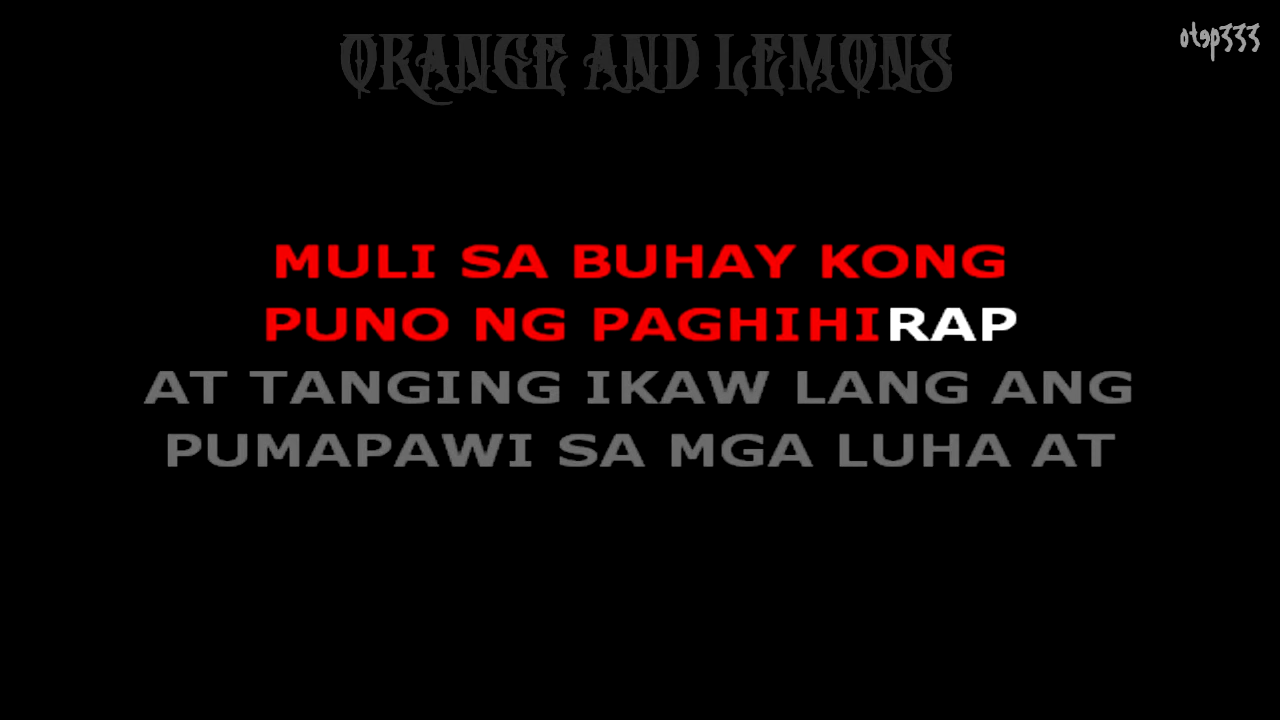 ORANGE AND LEMONS
otep333
MULI SA BUHAY KONG
PUNO NG PAGHIHIRAP
AT TANGING IKAW LANG ANG
PUMAPAWI SA MGA LUHA AT